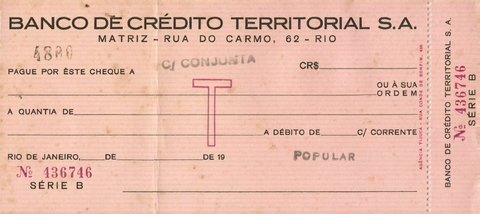 BANCO DE CRÉDITO TERRITORIAL S.A.
MATRIZ - RUA DO CARMO, 62 - RIO
C/ CONJUNTA
PAGUE POR ÊSTE CHEQUE A
CR$
OU À SUA
ORDEM
A QUANTIA DE
T
A DÉBITO DE C/ CORRENTE
RIO DE JANEIRO, DE DE 19
POPULAR
Nº 436746
SÉRIE B
BANCO DE CRÉDITO TERRITORIAL S. A.
Nº 436746
SÉRIE B